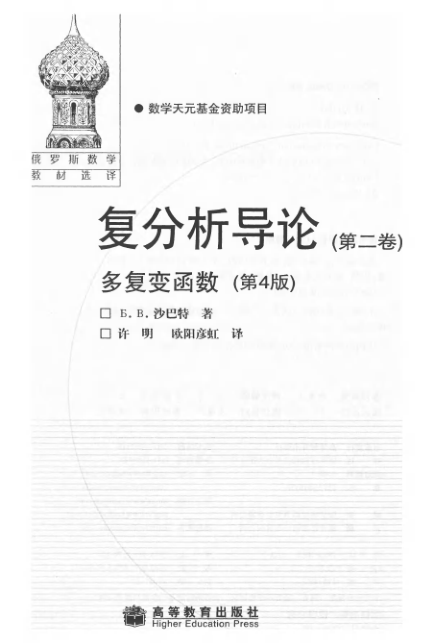 ● 数学天元基金资助项目
俄罗斯数学
教材选译
复分析导论 (第二卷)
多复变函数 (第4版)
□ Б. В. 沙巴特 著
□ 许 明 欧阳彦虹 译
高等教育出版社
Higher Education Press